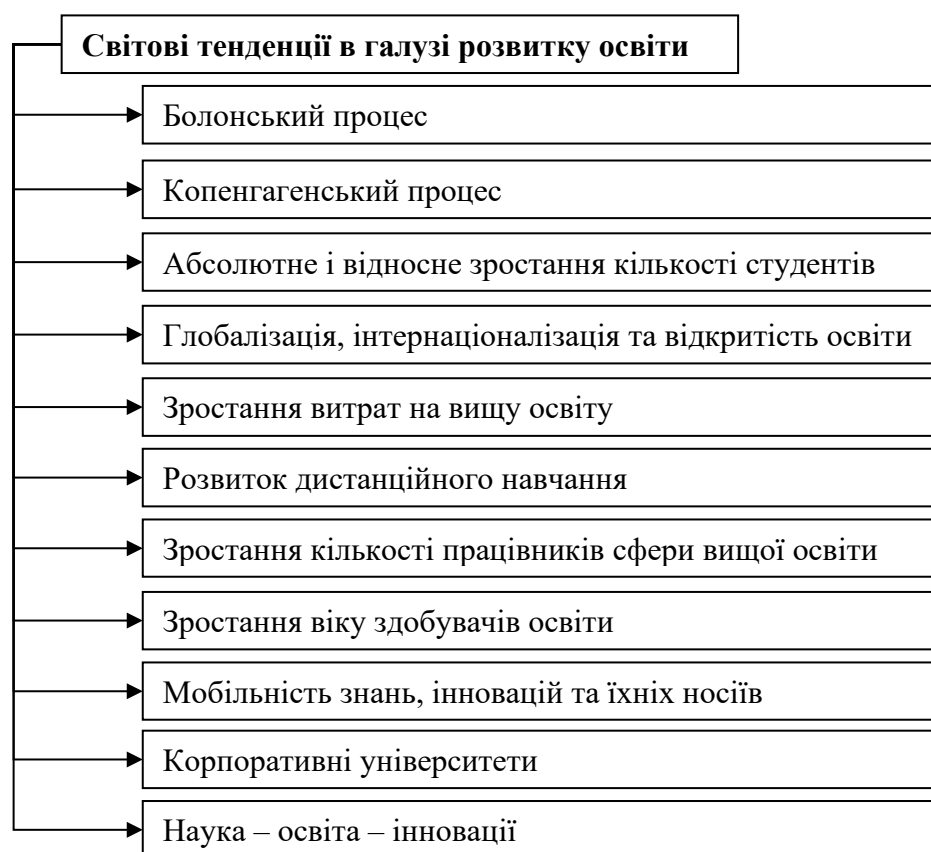 Світові тенденції в галузі розвитку освіти
Болонський процес
Копенгагенський процес
Абсолютне і відносне зростання кількості студентів
Глобалізація, інтернаціоналізація та відкритість освіти
Зростання витрат на вищу освіту
Розвиток дистанційного навчання
Зростання кількості працівників сфери вищої освіти
Зростання віку здобувачів освіти
Мобільність знань, інновацій та їхніх носіїв
Корпоративні університети
Наука – освіта – інновації